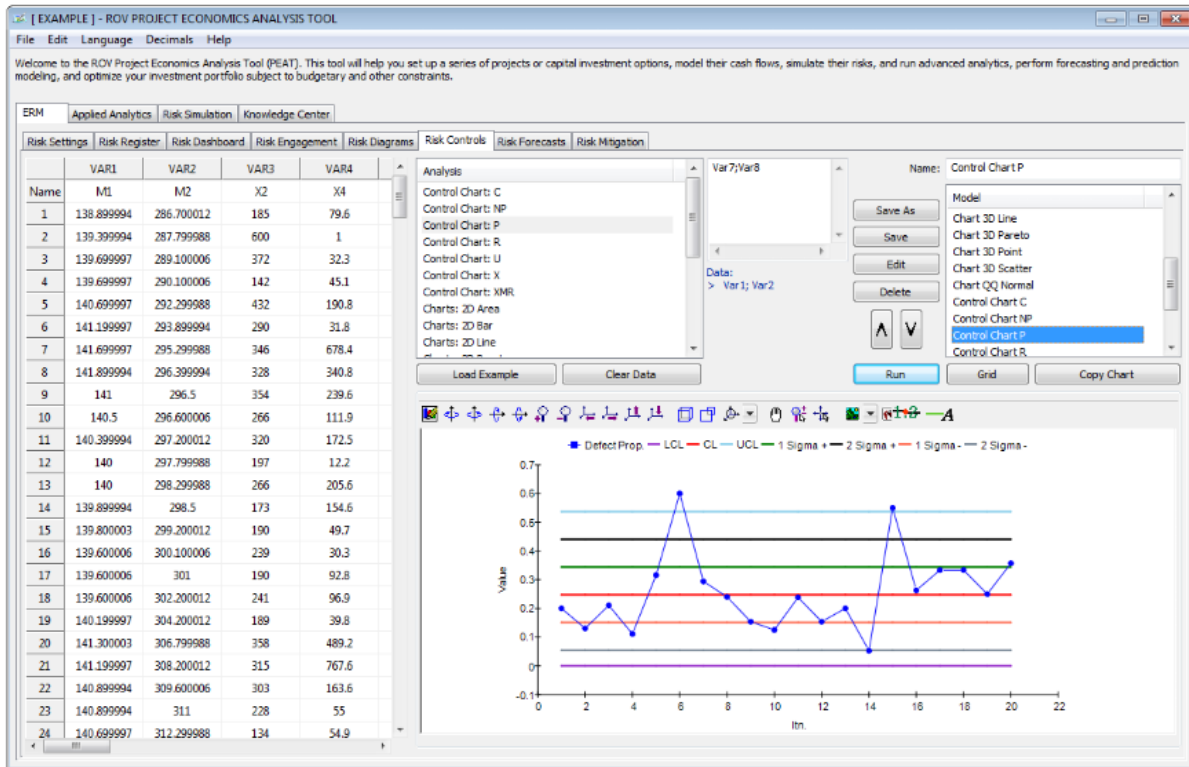 [ EXAMPLE ] - ROV PROJECT ECONOMICS ANALYSIS TOOL
File Edit Language Decimals Help
Welcome to the ROV Project Economics Analysis Tool (PEAT). This tool will help you set up a series of projects or capital investment options, model their cash flows, simulate their risks, and run advanced analytics, perform forecasting and prediction
modeling, and optimize your investment portfolio subject to budgetary and other constraints.
ERM Applied Analytics Risk Simulation Knowledge Center
Risk Settings Risk Register Risk Dashboard Risk Engagement Risk Diagrams Risk Controls Risk Forecasts Risk Mitigation
VAR1 VAR2 VAR3 VAR4
Name M1 M2 X2 X4
1 138.899994 286.700012 185 79.6
2 139.399994 287.799988 600 1
3 139.699997 289.100006 372 32.3
4 139.699997 290.100006 142 45.1
5 140.699997 292.299988 432 190.8
6 141.199997 293.899994 290 31.8
7 141.699997 295.299988 346 678.4
8 141.899994 296.399994 328 340.8
9 141 296.5 354 239.6
10 140.5 296.600006 266 111.9
11 140.399994 297.200012 320 172.5
12 140 297.799988 197 12.2
13 140 298.299988 266 205.6
14 139.899994 298.5 173 154.6
15 139.800003 299.200012 190 49.7
16 139.600006 300.100006 239 30.3
17 139.600006 301 190 92.8
18 139.600006 302.200012 241 96.9
19 140.199997 304.200012 189 39.8
20 141.300003 306.799988 358 489.2
21 141.199997 308.200012 315 767.6
22 140.899994 309.600006 303 163.6
23 140.899994 311 228 55
24 140.699997 312.299988 134 54.9
Analysis
Control Chart: C
Control Chart: NP
Control Chart: P
Control Chart: R
Control Chart: U
Control Chart: X
Control Chart: XMR
Charts: 2D Area
Charts: 2D Bar
Charts: 2D Line
Load Example Clear Data
Var7;Var8
Data:
> Var1; Var2
Name: Control Chart P
Save As
Save
Edit
Delete
Model
Chart 3D Line
Chart 3D Pareto
Chart 3D Point
Chart 3D Scatter
Chart QQ Normal
Control Chart C
Control Chart NP
Control Chart P
Control Chart R
Run Grid Copy Chart
A
Defect Prop. LCL CL UCL 1 Sigma + 2 Sigma + 1 Sigma - 2 Sigma -
0.7
0.6
0.5
0.4
0.3
0.2
0.1
0
-0.1
Value
0 2 4 6 8 10 12 14 16 18 20 22
Itn.